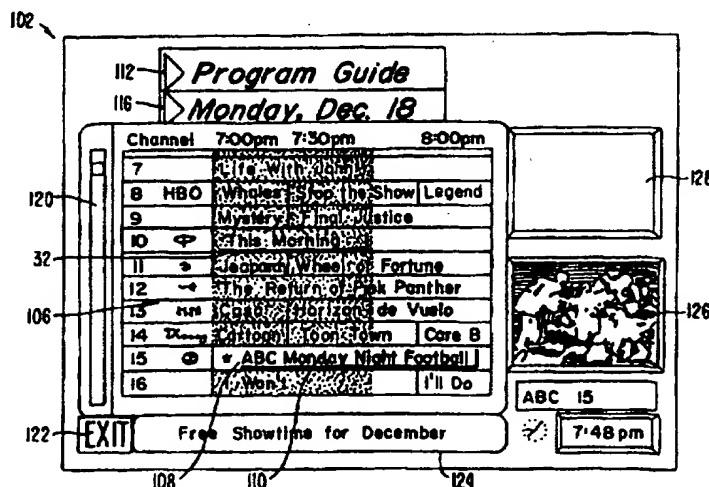 102
112
Program Guide
116
Monday, Dec. 18
Channel 7:00pm 7:30pm 8:00pm
7 Life With John
120
128
8 HBO Whales Stop the Show Legend
9 Mystery Final Justice
10 This Morning
32
11 Jeopardy Wheel of Fortune
12 The Return of Pink Panther
106
126
13 Horizon de Vuelo
14 Cartoon Toon Town Care B
15 * ABC Monday Night Football
ABC 15
16 Won' I'll Do
122
EXIT
Free Showtime for December
7:48 pm
108 110 124